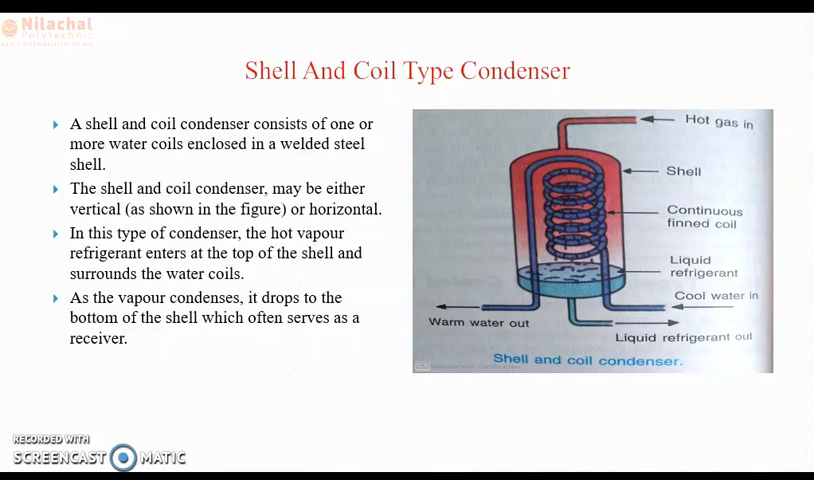 Nilachal
Polytechnic
Shell And Coil Type Condenser
A shell and coil condenser consists of one or
more water coils enclosed in a welded steel
shell.
The shell and coil condenser, may be either
vertical (as shown in the figure) or horizontal.
In this type of condenser, the hot vapour
refrigerant enters at the top of the shell and
surrounds the water coils.
As the vapour condenses, it drops to the
bottom of the shell which often serves as a
receiver.
Hot gas in
Shell
Continuous
finned coil
Liquid
refrigerant
Cool water in
Warm water out
Liquid refrigerant out
Shell and coil condenser.
RECORDED WITH
SCREENCAST MATIC